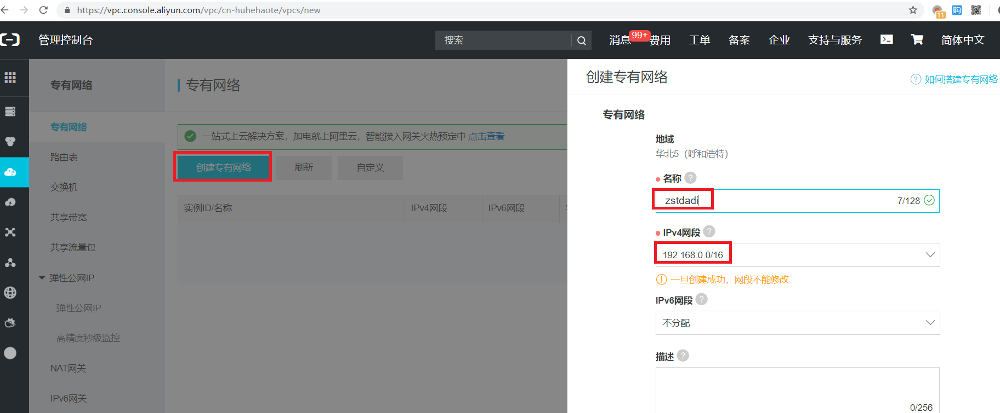 https://vpc.console.aliyun.com/vpc/cn-huhehaote/vpcs/new
11
购
管理控制台
搜索
消息
99+
费用
工单
备案
企业
支持与服务
简体中文
专有网络
专有网络
路由表
交换机
共享带宽
共享流量包
弹性公网IP
弹性公网IP
高精度秒级监控
NAT网关
IPv6网关
专有网络
一站式上云解决方案，加电就上阿里云，智能接入网关火热预定中 点击查看
创建专有网络
刷新
自定义
实例ID/名称
IPv4网段
IPv6网段
创建专有网络
? 如何搭建专有网络
专有网络
地域
华北5（呼和浩特）
名称 ?
zstdadi
7/128
IPv4网段 ?
192.168.0.0/16
! 一旦创建成功，网段不能修改
IPv6网段 ?
不分配
描述 ?
0/256